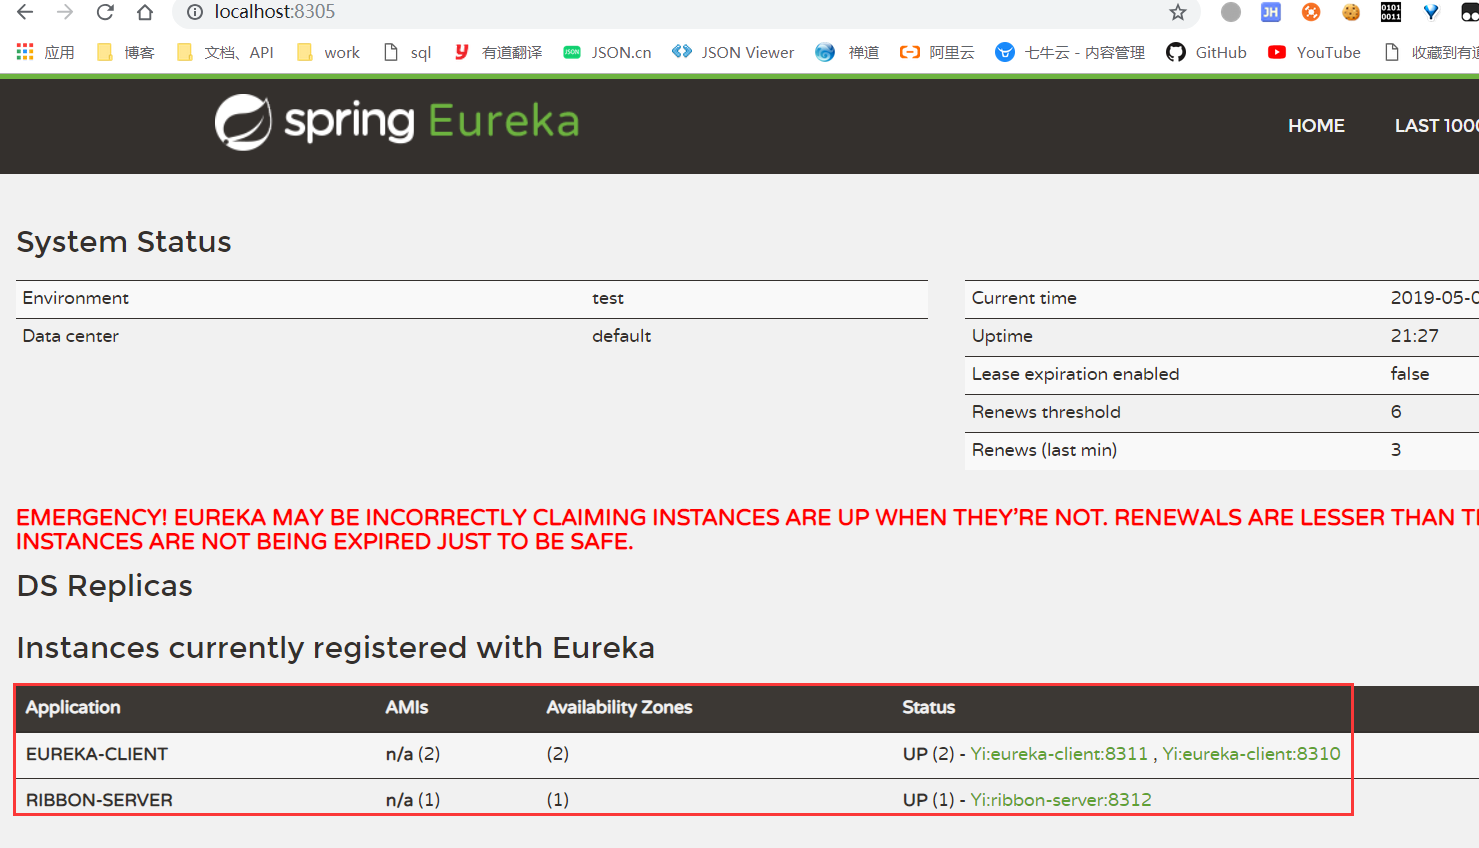 localhost:8305
应用 博客 文档、API work sql 有道翻译 JSON.cn JSON Viewer 禅道 阿里云 七牛云 - 内容管理 GitHub YouTube 收藏到有道
spring Eureka
HOME LAST 1000
System Status
Environment test
Data center default
Current time 2019-05-0
Uptime 21:27
Lease expiration enabled false
Renews threshold 6
Renews (last min) 3
EMERGENCY! EUREKA MAY BE INCORRECTLY CLAIMING INSTANCES ARE UP WHEN THEY'RE NOT. RENEWALS ARE LESSER THAN
INSTANCES ARE NOT BEING EXPIRED JUST TO BE SAFE.
DS Replicas
Instances currently registered with Eureka
Application AMIs Availability Zones Status
EUREKA-CLIENT n/a (2) (2) UP (2) - Yi:eureka-client:8311 , Yi:eureka-client:8310
RIBBON-SERVER n/a (1) (1) UP (1) - Yi:ribbon-server:8312